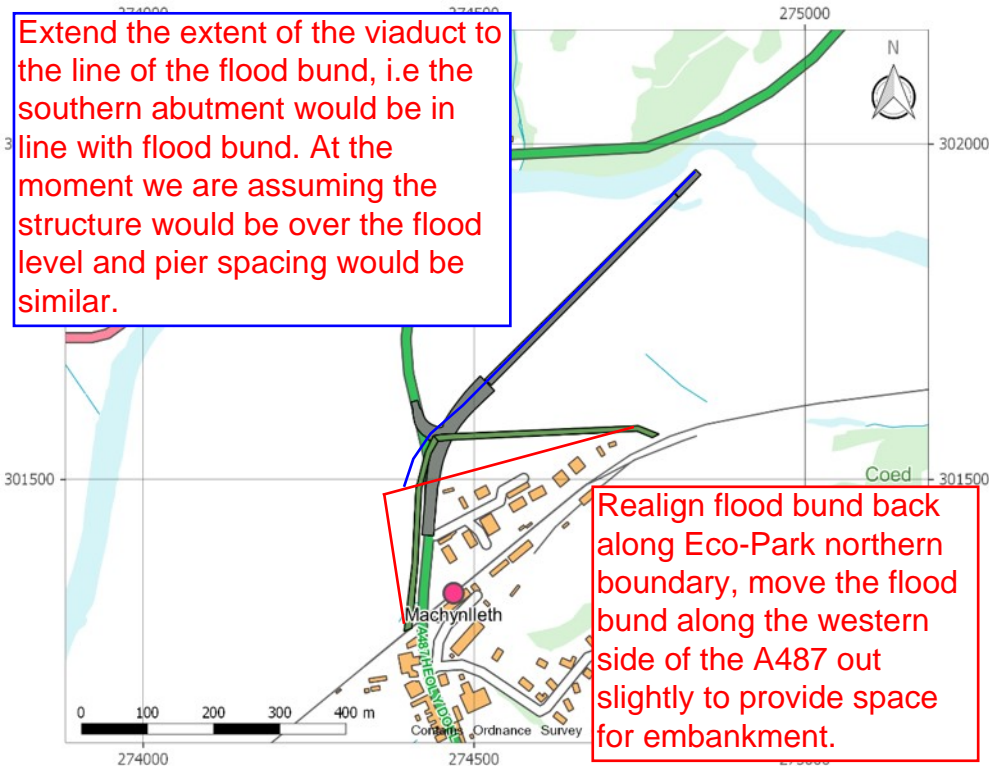 274000
275000
Extend the extent of the viaduct to
the line of the flood bund, i.e the
southern abutment would be in
line with flood bund. At the
moment we are assuming the
structure would be over the flood
level and pier spacing would be
similar.
N
302000
301500
Coed
301500
Realign flood bund back
along Eco-Park northern
boundary, move the flood
bund along the western
side of the A487 out
slightly to provide space
for embankment.
Machynlleth
0 100 200 300 400 m
Ordnance Survey
274000
274500